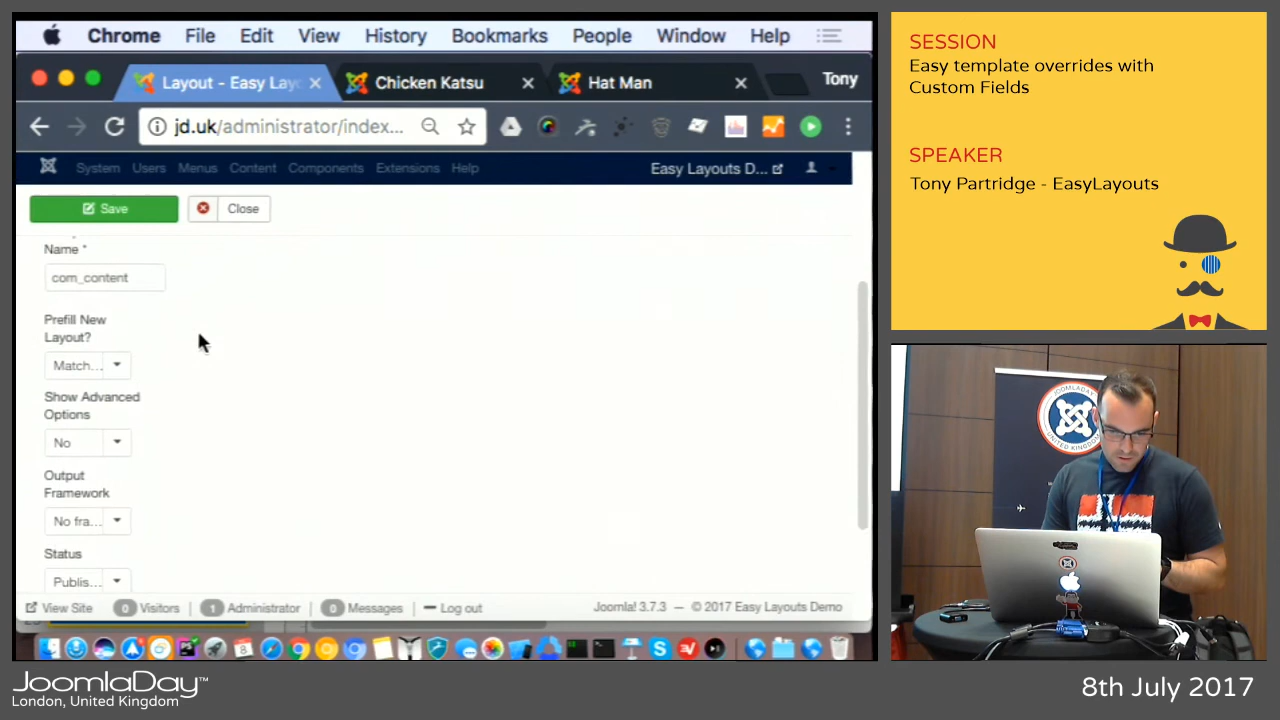 Chrome File Edit View History Bookmarks People Window Help
Layout - Easy Layo
Chicken Katsu
Hat Man
Tony
jd.uk/administrator/index...
System Users Menus Content Components Extensions Help
Easy Layouts D...
Save
Close
Name *
com_content
Prefill New
Layout?
Match...
Show Advanced
Options
No
Output
Framework
No fra...
Status
Publis...
View Site 0 Visitors 1 Administrator 0 Messages Log out
Joomla! 3.7.3 — © 2017 Easy Layouts Demo
SESSION
Easy template overrides with
Custom Fields
SPEAKER
Tony Partridge - EasyLayouts
JOOMLADAY
UNITED KINGDOM
JoomlaDay™
London, United Kingdom
8th July 2017